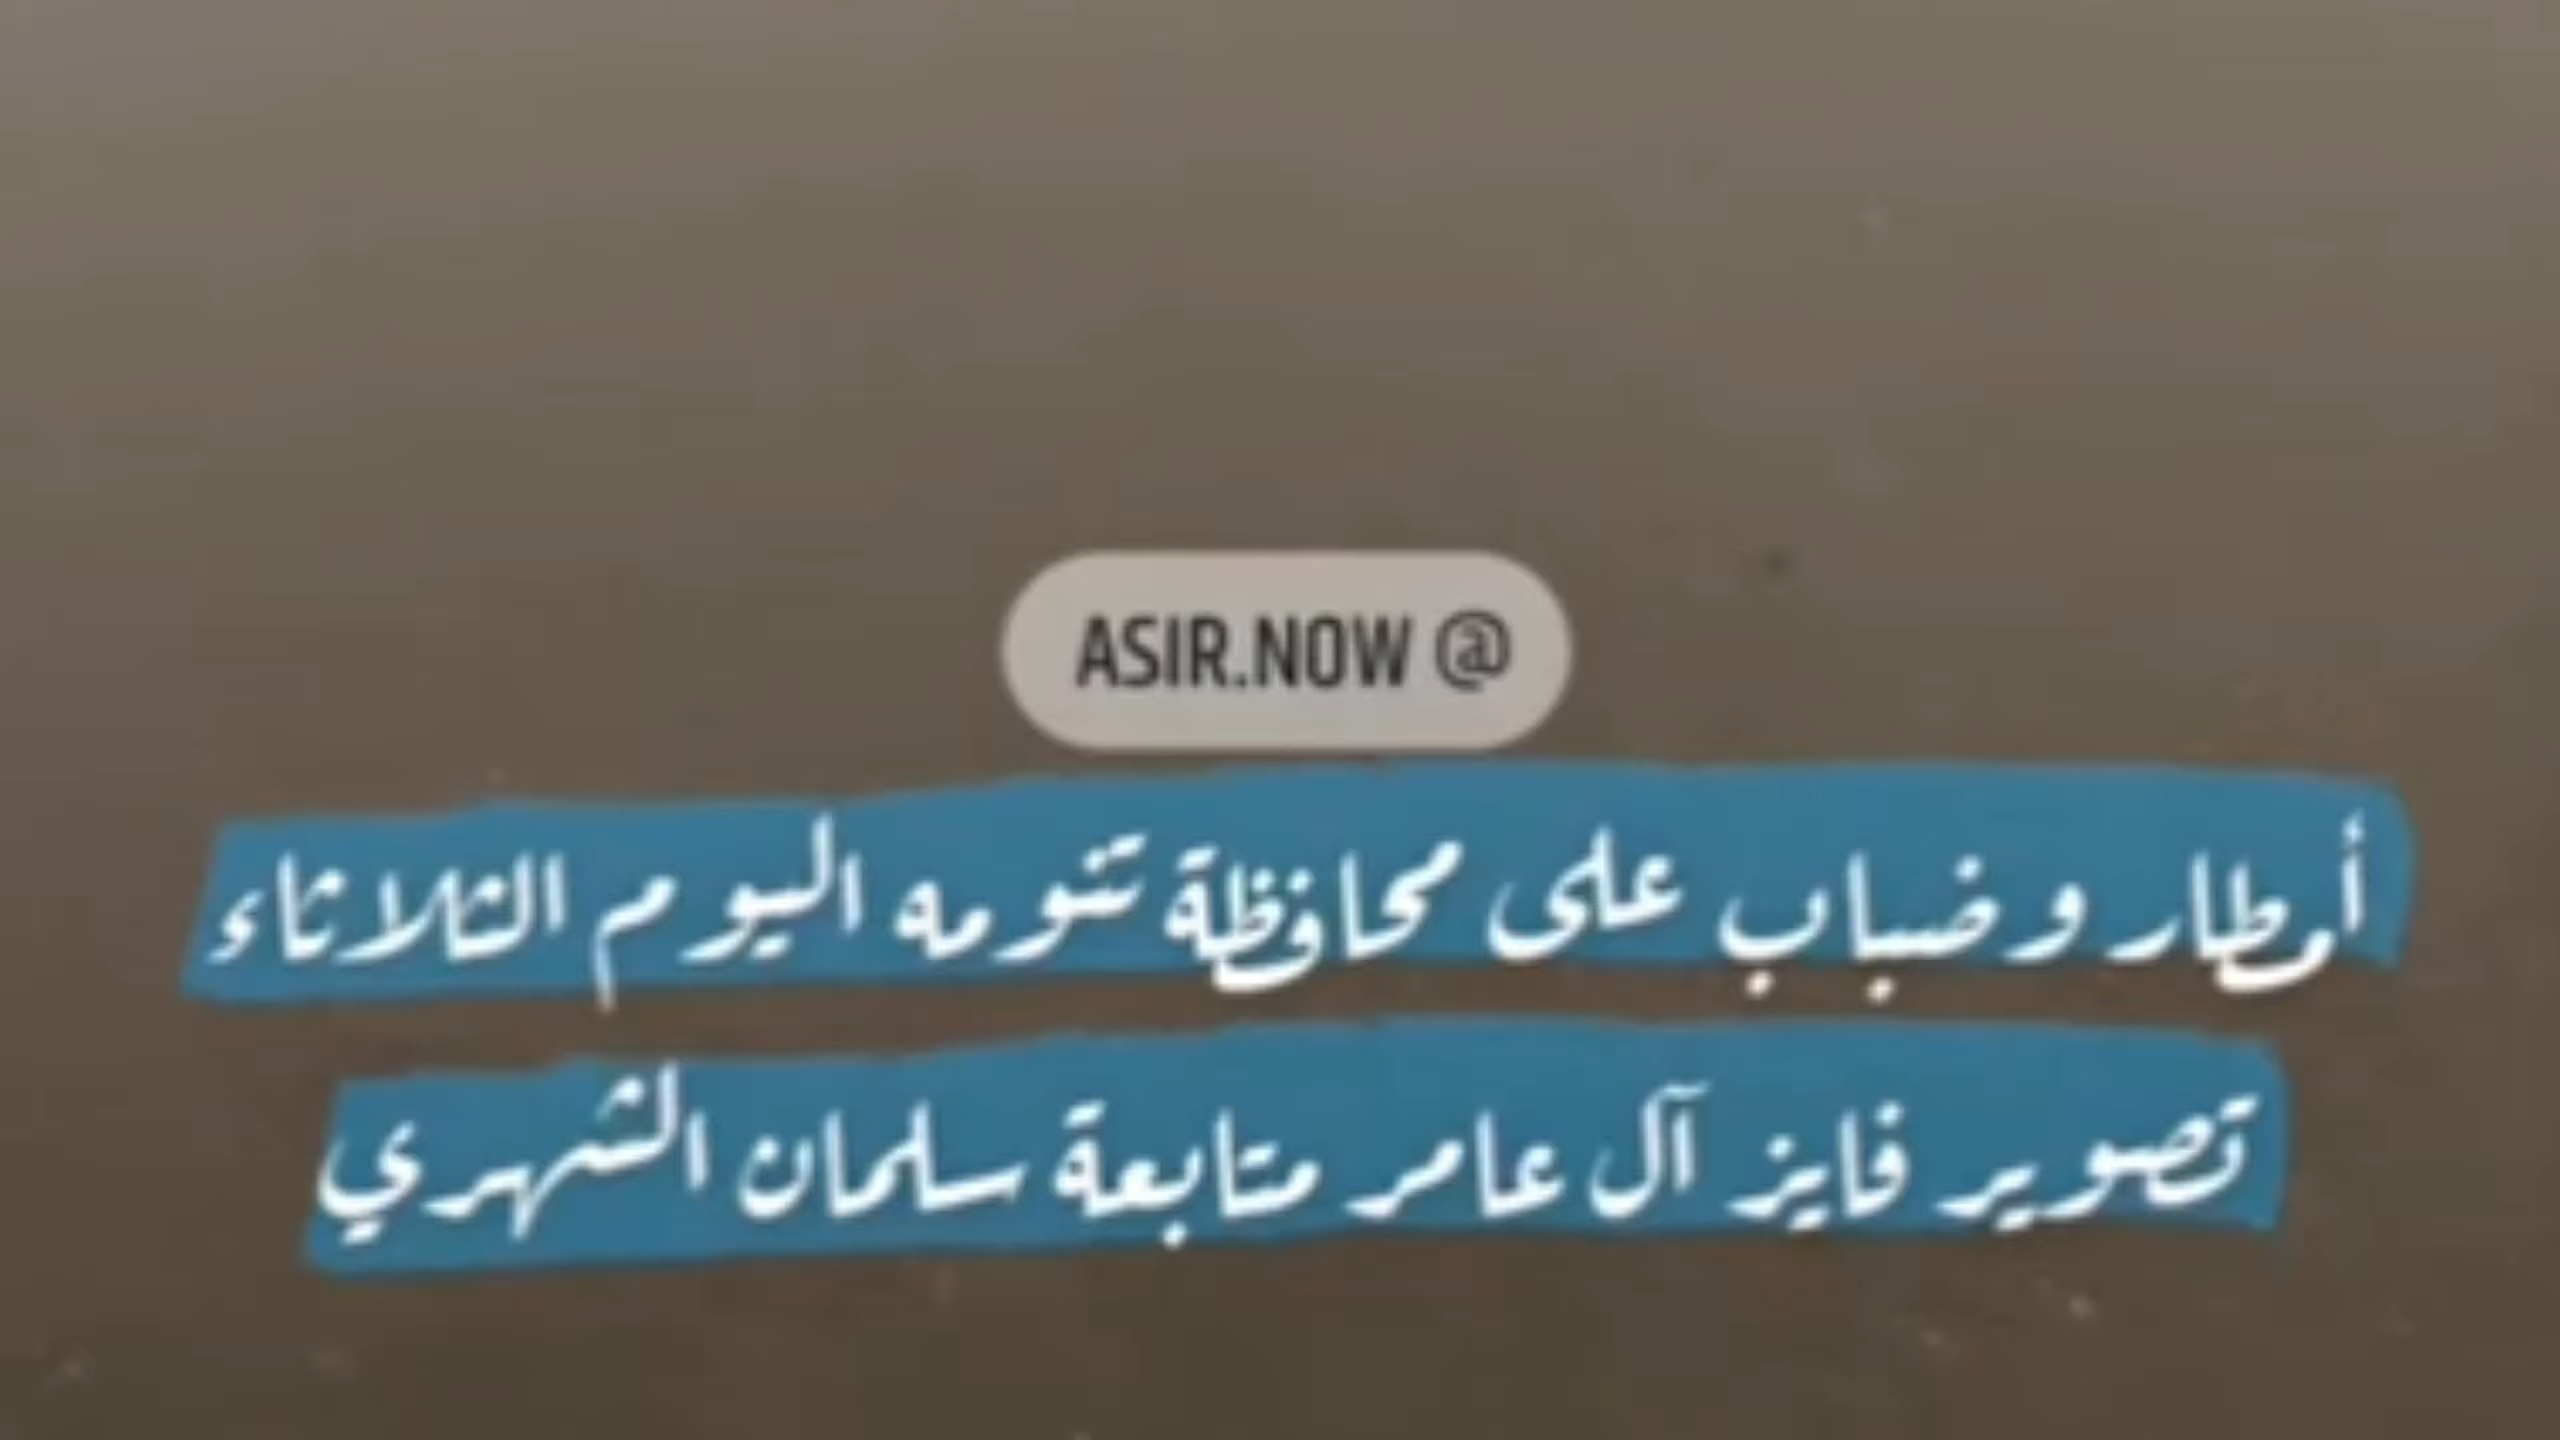 ASIR.NOW @
أمطار وضباب على محافظة تنومه اليوم الثلاثاء
تصوير فايز آل عامر متابعة سلمان الشهري